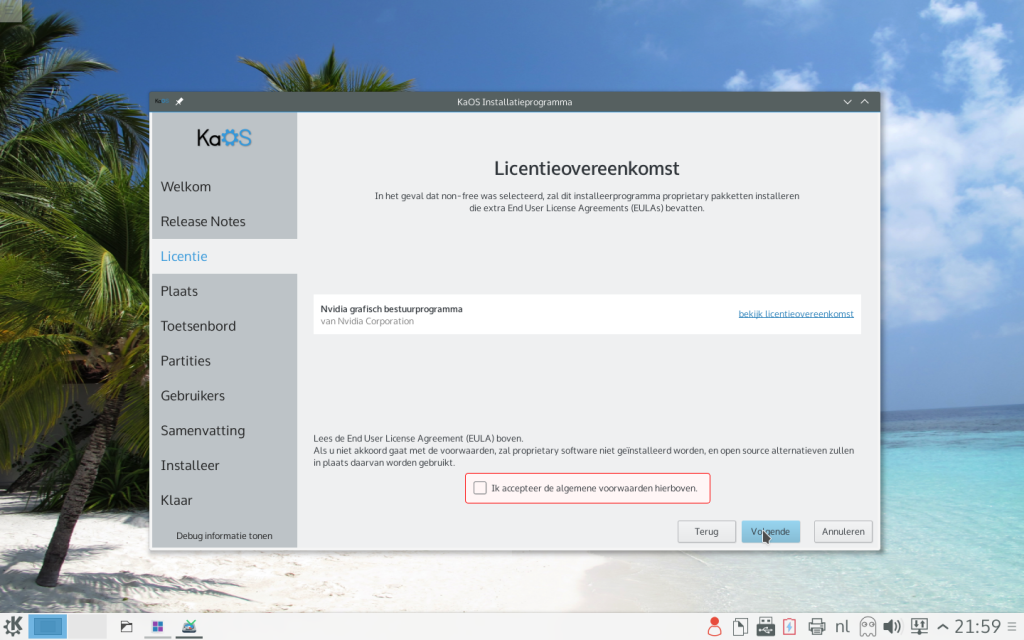 KaOS Installatieprogramma
KaOS
Welkom
Release Notes
Licentie
Plaats
Toetsenbord
Partities
Gebruikers
Samenvatting
Installeer
Klaar
Debug informatie tonen
Licentieovereenkomst
In het geval dat non-free was selecteerd, zal dit installeerprogramma proprietary pakketten installeren
die extra End User License Agreements (EULAs) bevatten.
Nvidia grafisch bestuurprogramma
van Nvidia Corporation
bekijk licentieovereenkomst
Lees de End User License Agreement (EULA) boven.
Als u niet akkoord gaat met de voorwaarden, zal proprietary software niet geïnstalleerd worden, en open source alternatieven zullen
in plaats daarvan worden gebruikt.
Ik accepteer de algemene voorwaarden hierboven.
Terug
Volgende
Annuleren
nl
21:59